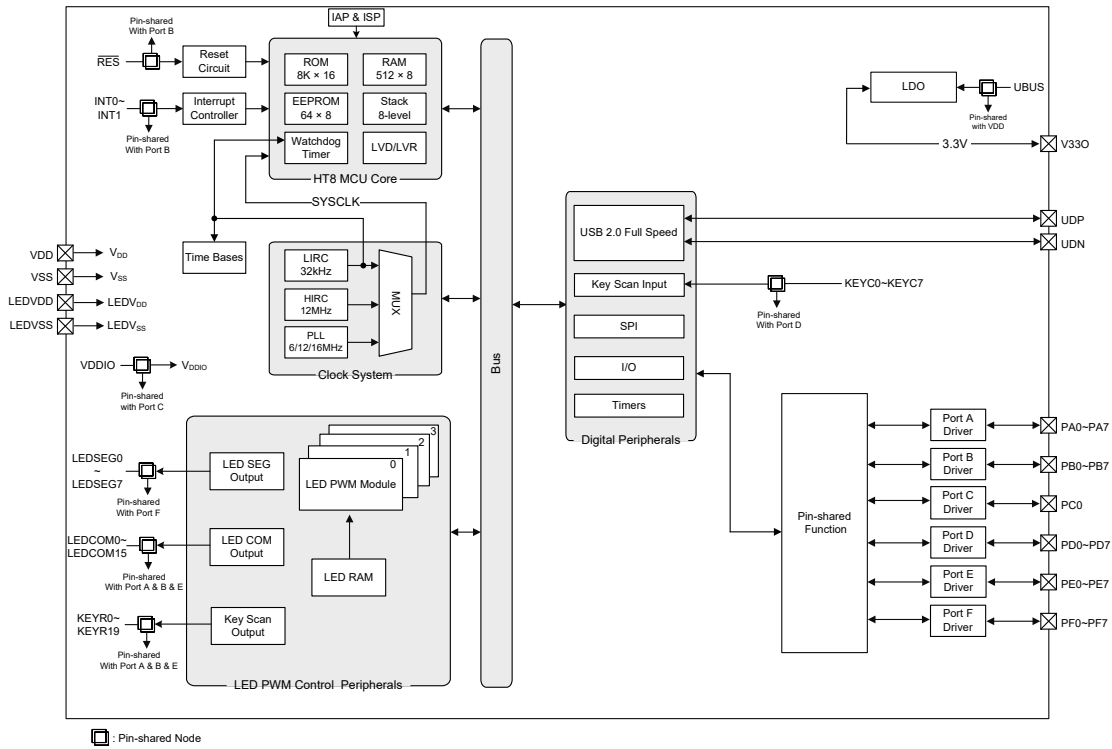 IAP & ISP
Pin-shared
With Port B
RES
Reset
Circuit
INT0~
INT1
Pin-shared
With Port B
Interrupt
Controller
ROM
8K × 16
RAM
512 × 8
EEPROM
64 × 8
Stack
8-level
Watchdog
Timer
LVD/LVR
HT8 MCU Core
SYSCLK
Time Bases
LIRC
32kHz
HIRC
12MHz
PLL
6/12/16MHz
MUX
Clock System
VDD
VDD
VSS
VSS
LEDVDD
LEDVDD
LEDVSS
LEDVSS
VDDIO
VDDIO
Pin-shared
with Port C
LEDSEG0
~
LEDSEG7
Pin-shared
With Port F
LED SEG
Output
LEDCOM0~
LEDCOM15
Pin-shared
With Port A & B & E
LED COM
Output
KEYR0~
KEYR19
Pin-shared
With Port A & B & E
Key Scan
Output
3
2
1
0
LED PWM Module
LED RAM
LED PWM Control Peripherals
Bus
LDO
UBUS
Pin-shared
with VDD
3.3V
V33O
USB 2.0 Full Speed
UDP
UDN
Key Scan Input
KEYC0~KEYC7
Pin-shared
With Port D
SPI
I/O
Timers
Digital Peripherals
Pin-shared
Function
Port A
Driver
PA0~PA7
Port B
Driver
PB0~PB7
Port C
Driver
PC0
Port D
Driver
PD0~PD7
Port E
Driver
PE0~PE7
Port F
Driver
PF0~PF7
: Pin-shared Node